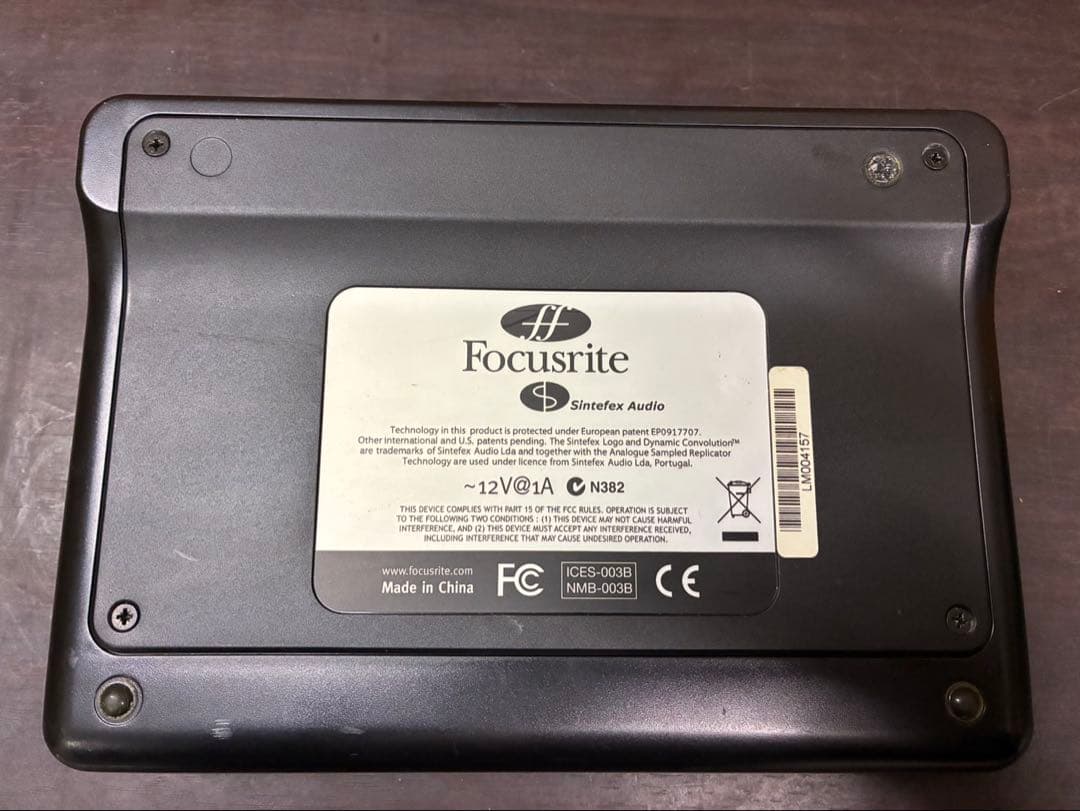 ff
Focusrite
Sintefex Audio
Technology in this product is protected under European patent EP0917707.
Other International and U.S. patents pending. The Sintefex Logo and Dynamic Convolution™
are trademarks of Sintefex Audio Lda and together with the Analogue Sampled Replicator
Technology are used under licence from Sintefex Audio Lda, Portugal.
~12V@1A N382
THIS DEVICE COMPLIES WITH PART 15 OF THE FCC RULES. OPERATION IS SUBJECT
TO THE FOLLOWING TWO CONDITIONS : (1) THIS DEVICE MAY NOT CAUSE HARMFUL
INTERFERENCE, AND (2) THIS DEVICE MUST ACCEPT ANY INTERFERENCE RECEIVED,
INCLUDING INTERFERENCE THAT MAY CAUSE UNDESIRED OPERATION.
www.focusrite.com
Made in China
FC
ICES-003B
NMB-003B
CE
LM004157